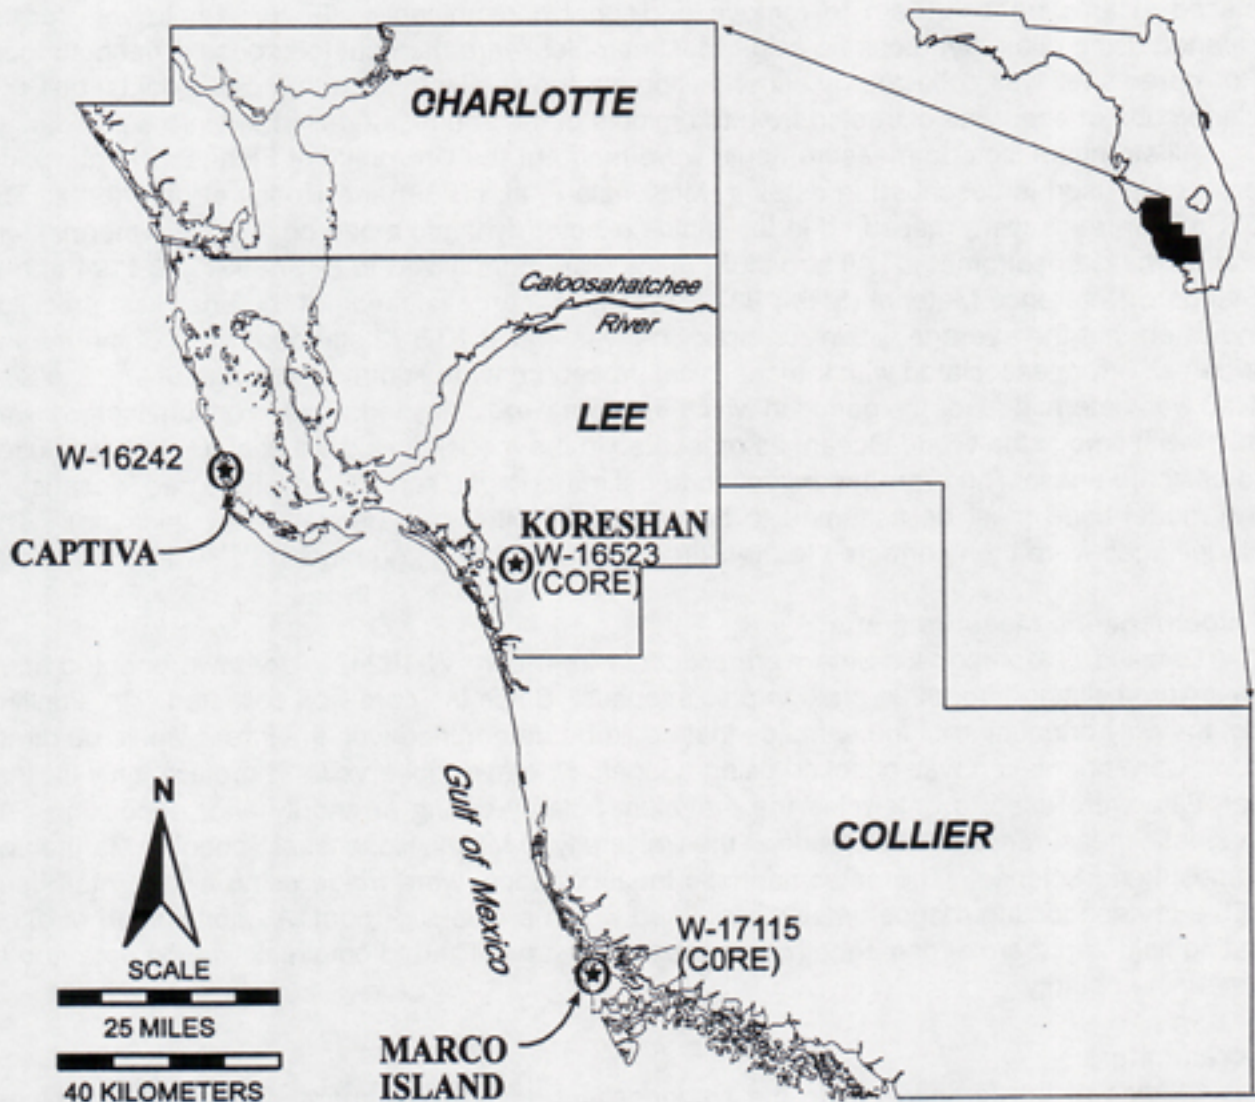 CHARLOTTE
Caloosahatchee
River
LEE
W-16242
CAPTIVA
KORESHAN
W-16523
(CORE)
Gulf of Mexico
COLLIER
N
W-17115
(C0RE)
SCALE
25 MILES
40 KILOMETERS
MARCO
ISLAND